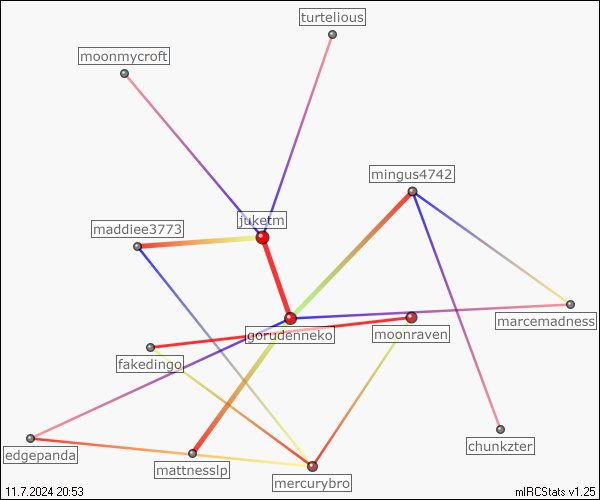 turtelious
moonmycroft
mingus4742
juketm
maddiee3773
marcemadness
gorudenneko
moonraven
fakedingo
chunkzter
edgepanda
mattnesslp
mercurybro
11.7.2024 20:53
mIRCStats v1.25